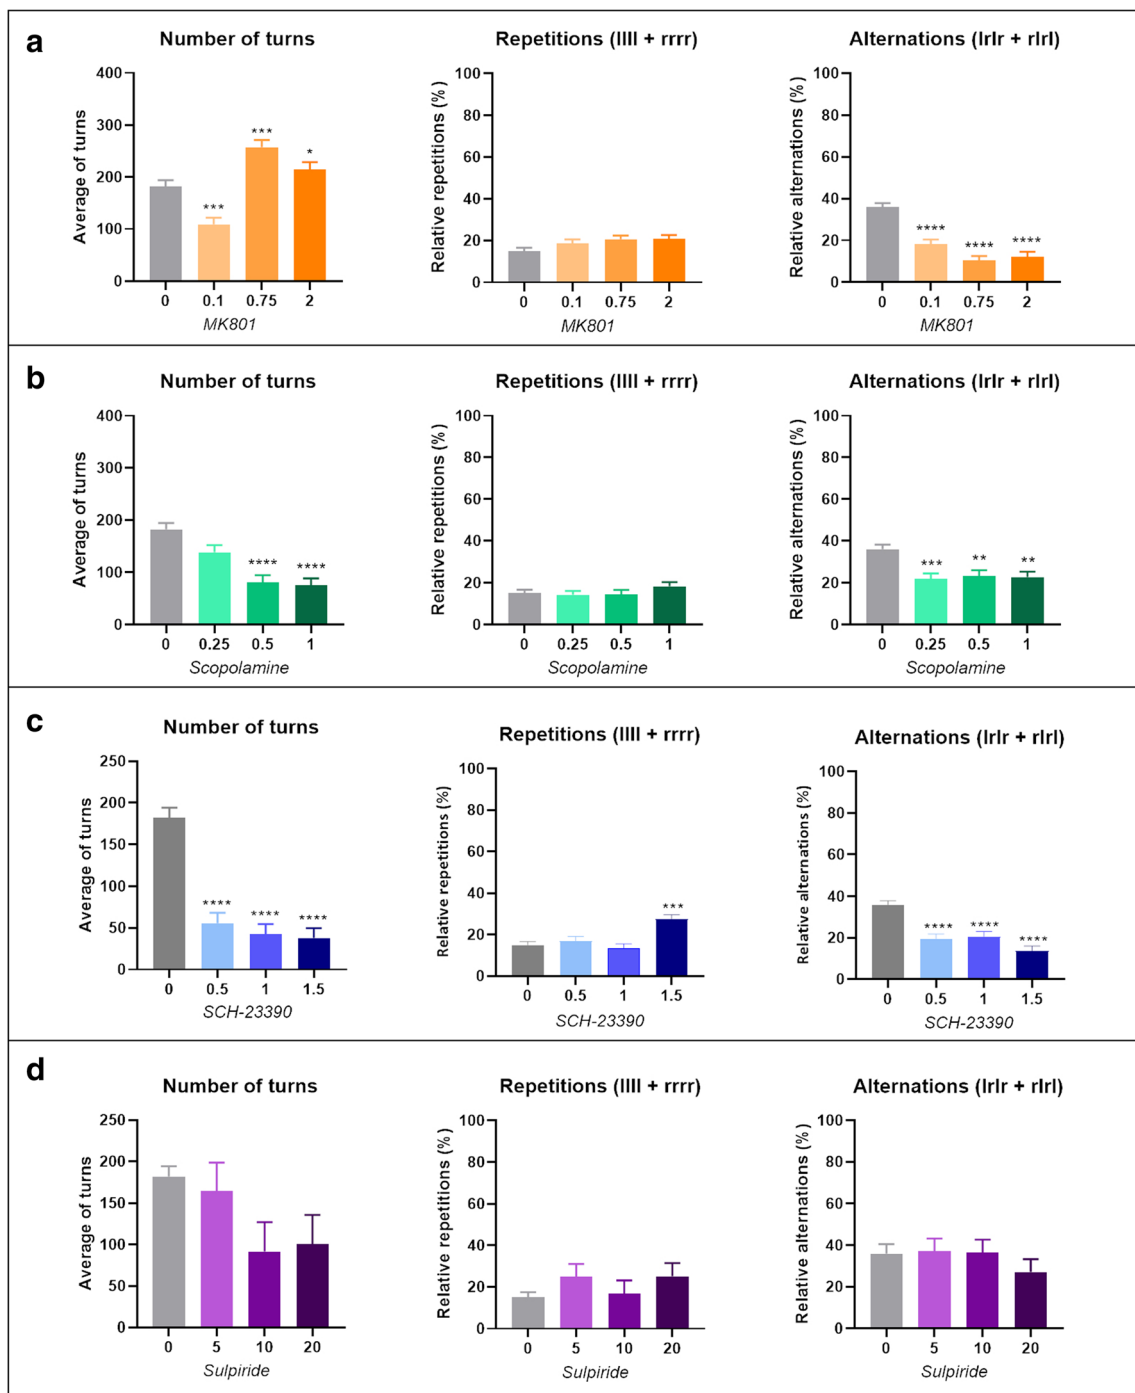 a
Number of turns
Repetitions (llll + rrrr)
Alternations (lrlr + rlrl)
Average of turns
400
300
200
100
0
***
***
*
0 0.1 0.75 2
MK801
Relative repetitions (%)
100
80
60
40
20
0
0 0.1 0.75 2
MK801
Relative alternations (%)
100
80
60
40
20
0
****
****
****
0 0.1 0.75 2
MK801
b
Number of turns
Repetitions (llll + rrrr)
Alternations (lrlr + rlrl)
Average of turns
400
300
200
100
0
****
****
0 0.25 0.5 1
Scopolamine
Relative repetitions (%)
100
80
60
40
20
0
0 0.25 0.5 1
Scopolamine
Relative alternations (%)
100
80
60
40
20
0
***
**
**
0 0.25 0.5 1
Scopolamine
c
Number of turns
Repetitions (llll + rrrr)
Alternations (lrlr + rlrl)
Average of turns
250
200
150
100
50
0
****
****
****
0 0.5 1 1.5
SCH-23390
Relative repetitions (%)
100
80
60
40
20
0
***
0 0.5 1 1.5
SCH-23390
Relative alternations (%)
100
80
60
40
20
0
****
****
****
0 0.5 1 1.5
SCH-23390
d
Number of turns
Repetitions (llll + rrrr)
Alternations (lrlr + rlrl)
Average of turns
250
200
150
100
50
0
0 5 10 20
Sulpiride
Relative repetitions (%)
100
80
60
40
20
0
0 5 10 20
Sulpiride
Relative alternations (%)
100
80
60
40
20
0
0 5 10 20
Sulpiride